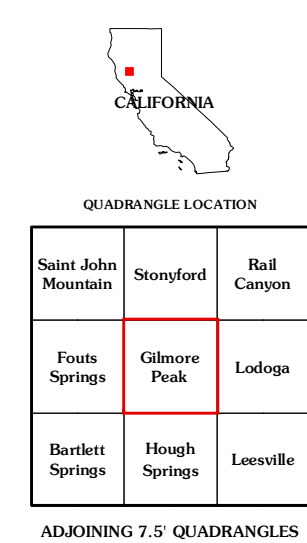 CALIFORNIA
QUADRANGLE LOCATION
Saint John
Mountain
Stonyford
Rail
Canyon
Fouts
Springs
Gilmore
Peak
Lodoga
Bartlett
Springs
Hough
Springs
Leesville
ADJOINING 7.5' QUADRANGLES